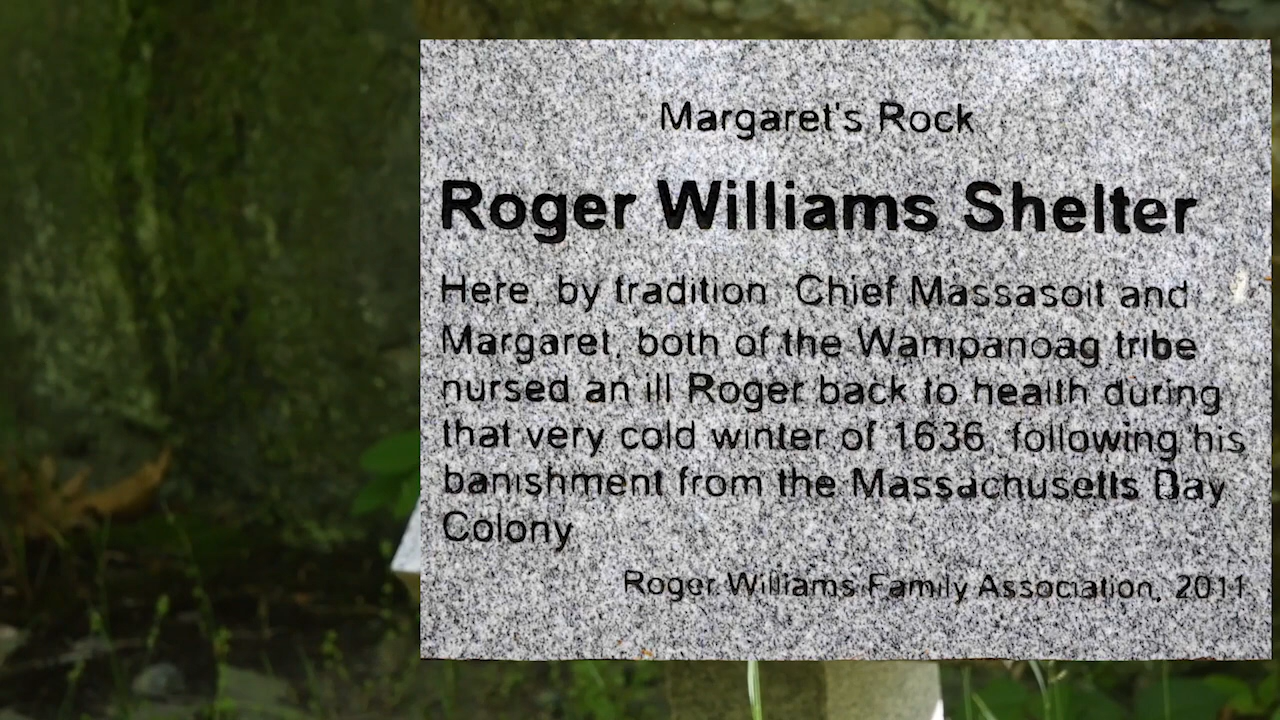 Margaret's Rock
Roger Williams Shelter
Here by tradition Chief Massasoit and
Margaret, both of the Wampanoag tribe
nursed an ill Roger back to health during
that very cold winter of 1636 following his
banishment from the Massachusetts Bay
Colony
Roger Williams Family Association, 2011